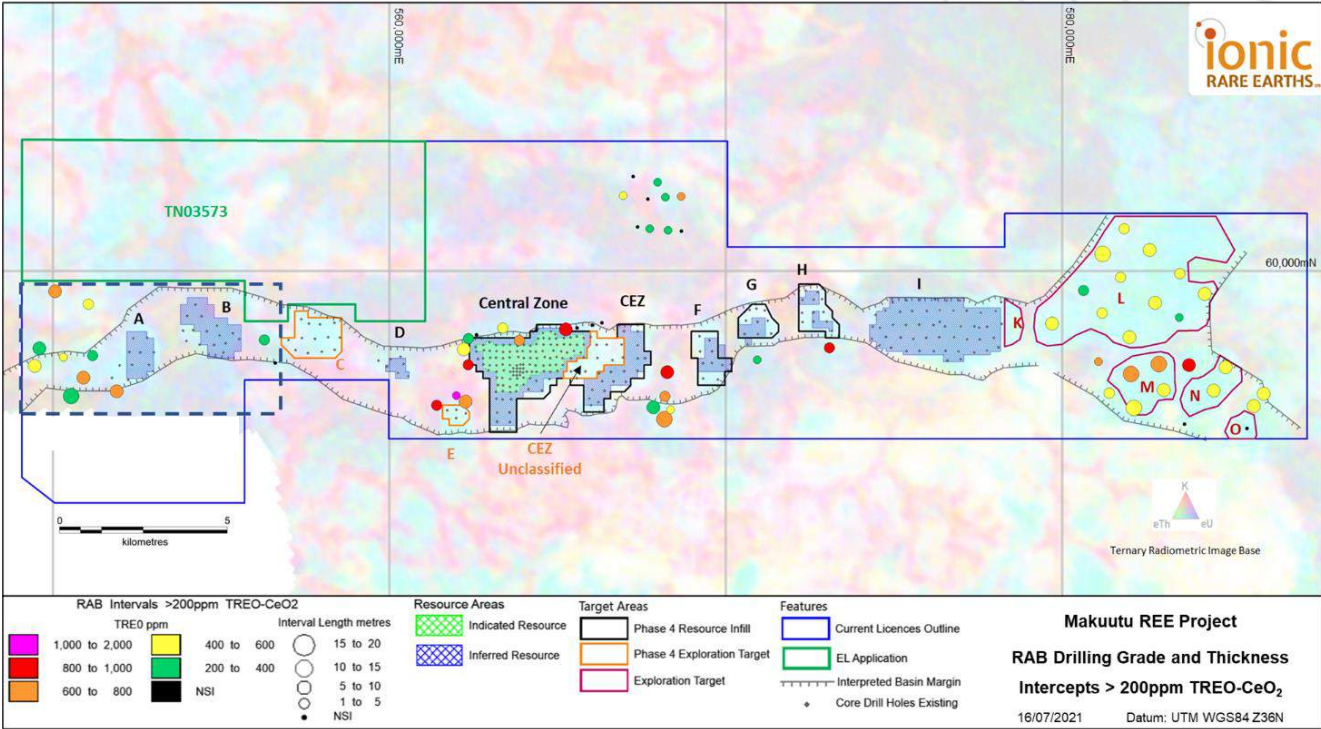 560,000mE
580,000mE
ionic
RARE EARTHS
TN03573
60,000mN
A
B
C
D
E
Central Zone
CEZ
CEZ
Unclassified
F
G
H
I
K
L
M
N
O
0 5
kilometres
K
eTh eU
Ternary Radiometric Image Base
RAB Intervals >200ppm TREO-CeO2
TRE0 ppm
1,000 to 2,000
800 to 1,000
600 to 800
400 to 600
200 to 400
NSI
Interval Length metres
15 to 20
10 to 15
5 to 10
1 to 5
NSI
Resource Areas
Indicated Resource
Inferred Resource
Target Areas
Phase 4 Resource Infill
Phase 4 Exploration Target
Exploration Target
Features
Current Licences Outline
EL Application
Interpreted Basin Margin
Core Drill Holes Existing
Makuutu REE Project
RAB Drilling Grade and Thickness
Intercepts > 200ppm TREO-CeO₂
16/07/2021 Datum: UTM WGS84 Z36N